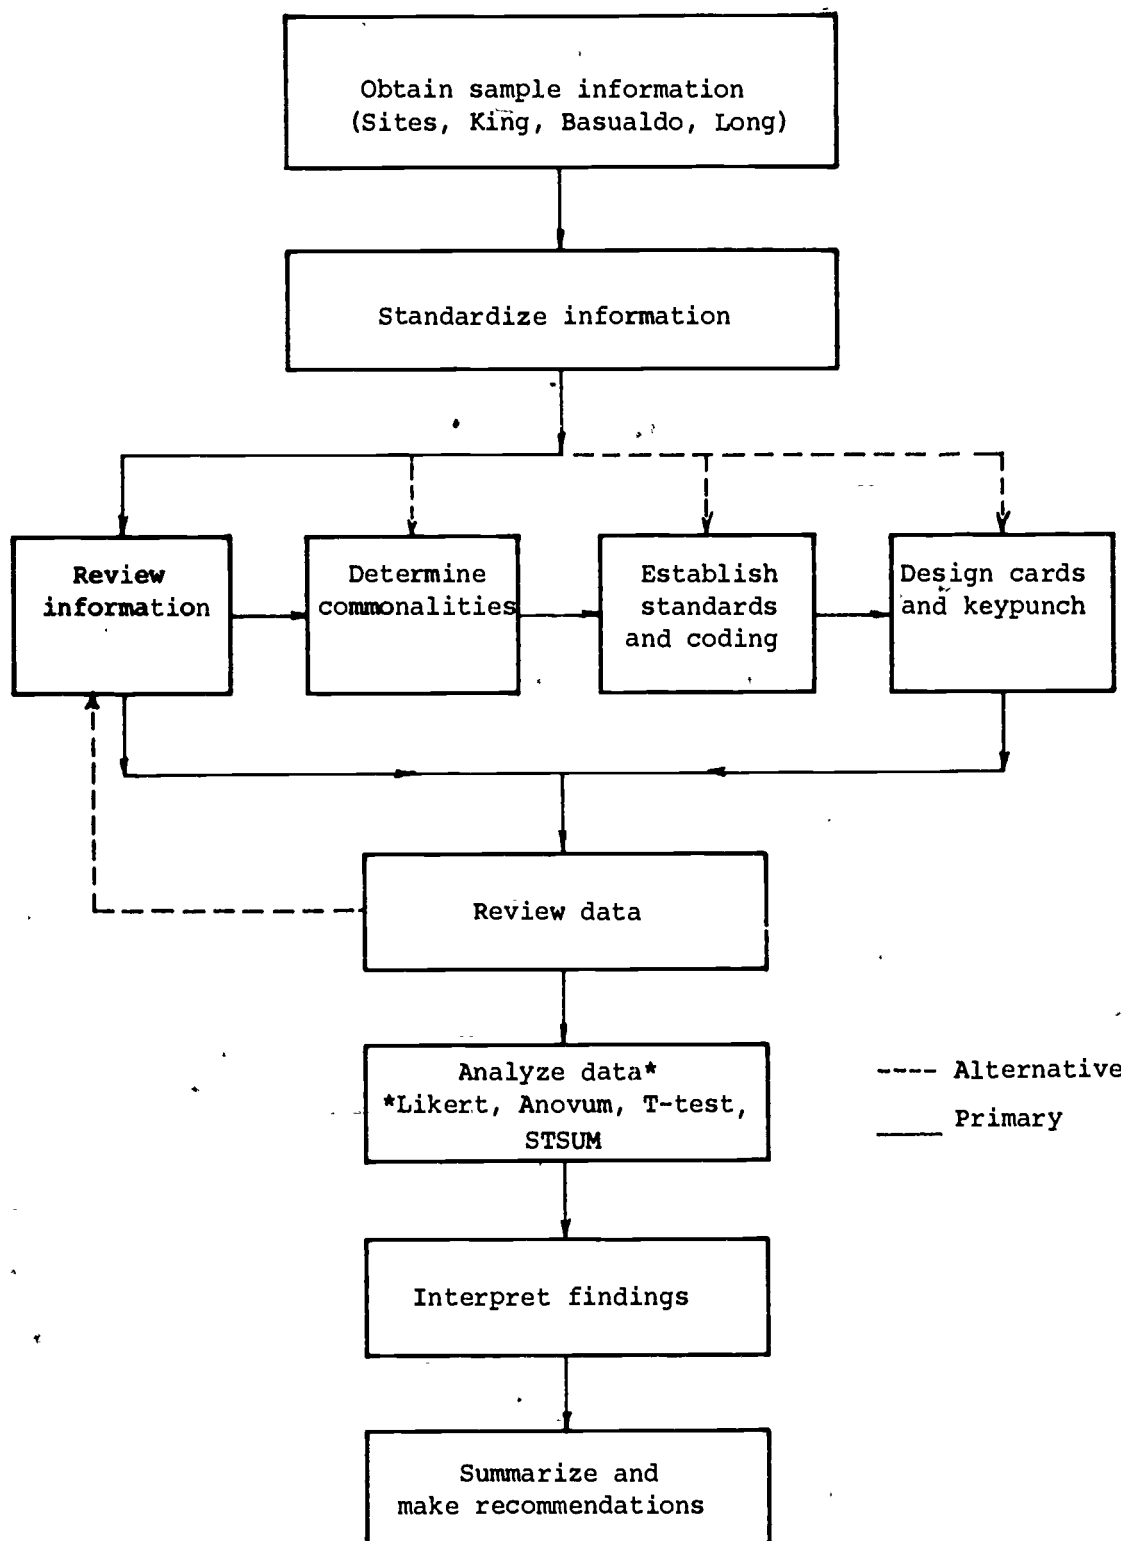 Obtain sample information
(Sites, King, Basualdo, Long)
Standardize information
Review
information
Determine
commonalities
Establish
standards
and coding
Design cards
and keypunch
Review data
Analyze data*
*Likert, Anovum, T-test,
STSUM
---- Alternative
____ Primary
Interpret findings
Summarize and
make recommendations